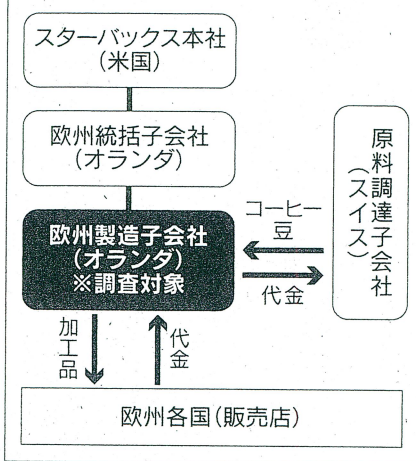 スターバックス本社
(米国)
欧州統括子会社
(オランダ)
欧州製造子会社
(オランダ)
※調査対象
コーヒー
豆
代金
原料調達子会社
(スイス)
加工品
代金
欧州各国(販売店)